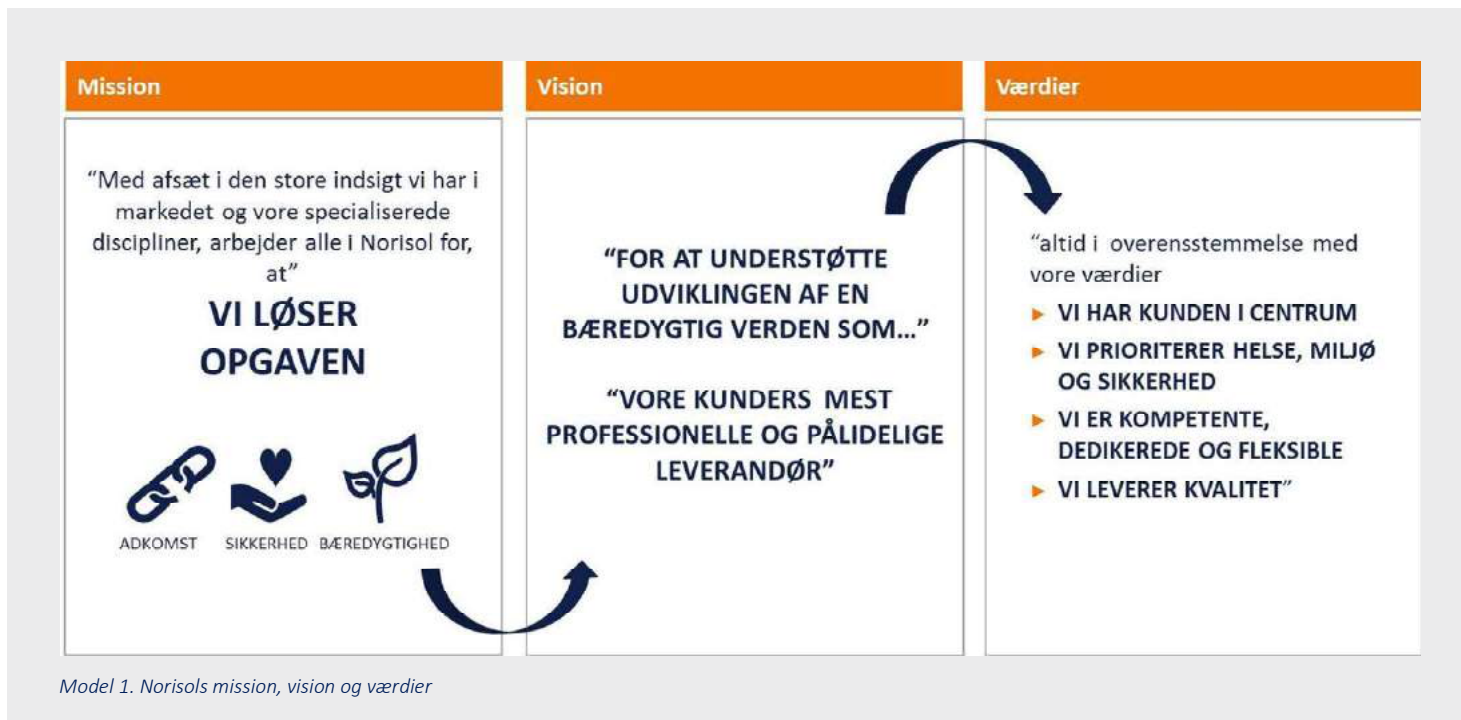 Mission
“Med afsæt i den store indsigt vi har i
markedet og vore specialiserede
discipliner, arbejder alle i Norisol for,
at”
VI LØSER
OPGAVEN
ADKOMST
SIKKERHED
BÆREDYGTIGHED
Vision
“FOR AT UNDERSTØTTE
UDVIKLINGEN AF EN
BÆREDYGTIG VERDEN SOM...”
“VORE KUNDERS MEST
PROFESSIONELLE OG PÅLIDELIGE
LEVERANDØR”
Værdier
“altid i overensstemmelse med
vore værdier
► VI HAR KUNDEN I CENTRUM
► VI PRIORITERER HELSE, MILJØ
OG SIKKERHED
► VI ER KOMPETENTE,
DEDIKEREDE OG FLEKSIBLE
► VI LEVERER KVALITET”
Model 1. Norisols mission, vision og værdier